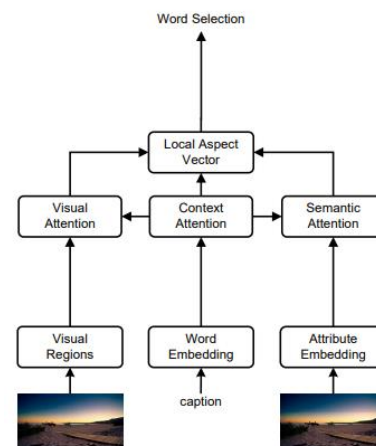 Word Selection
Local Aspect
Vector
Visual
Attention
Context
Attention
Semantic
Attention
Visual
Regions
Word
Embedding
Attribute
Embedding
caption